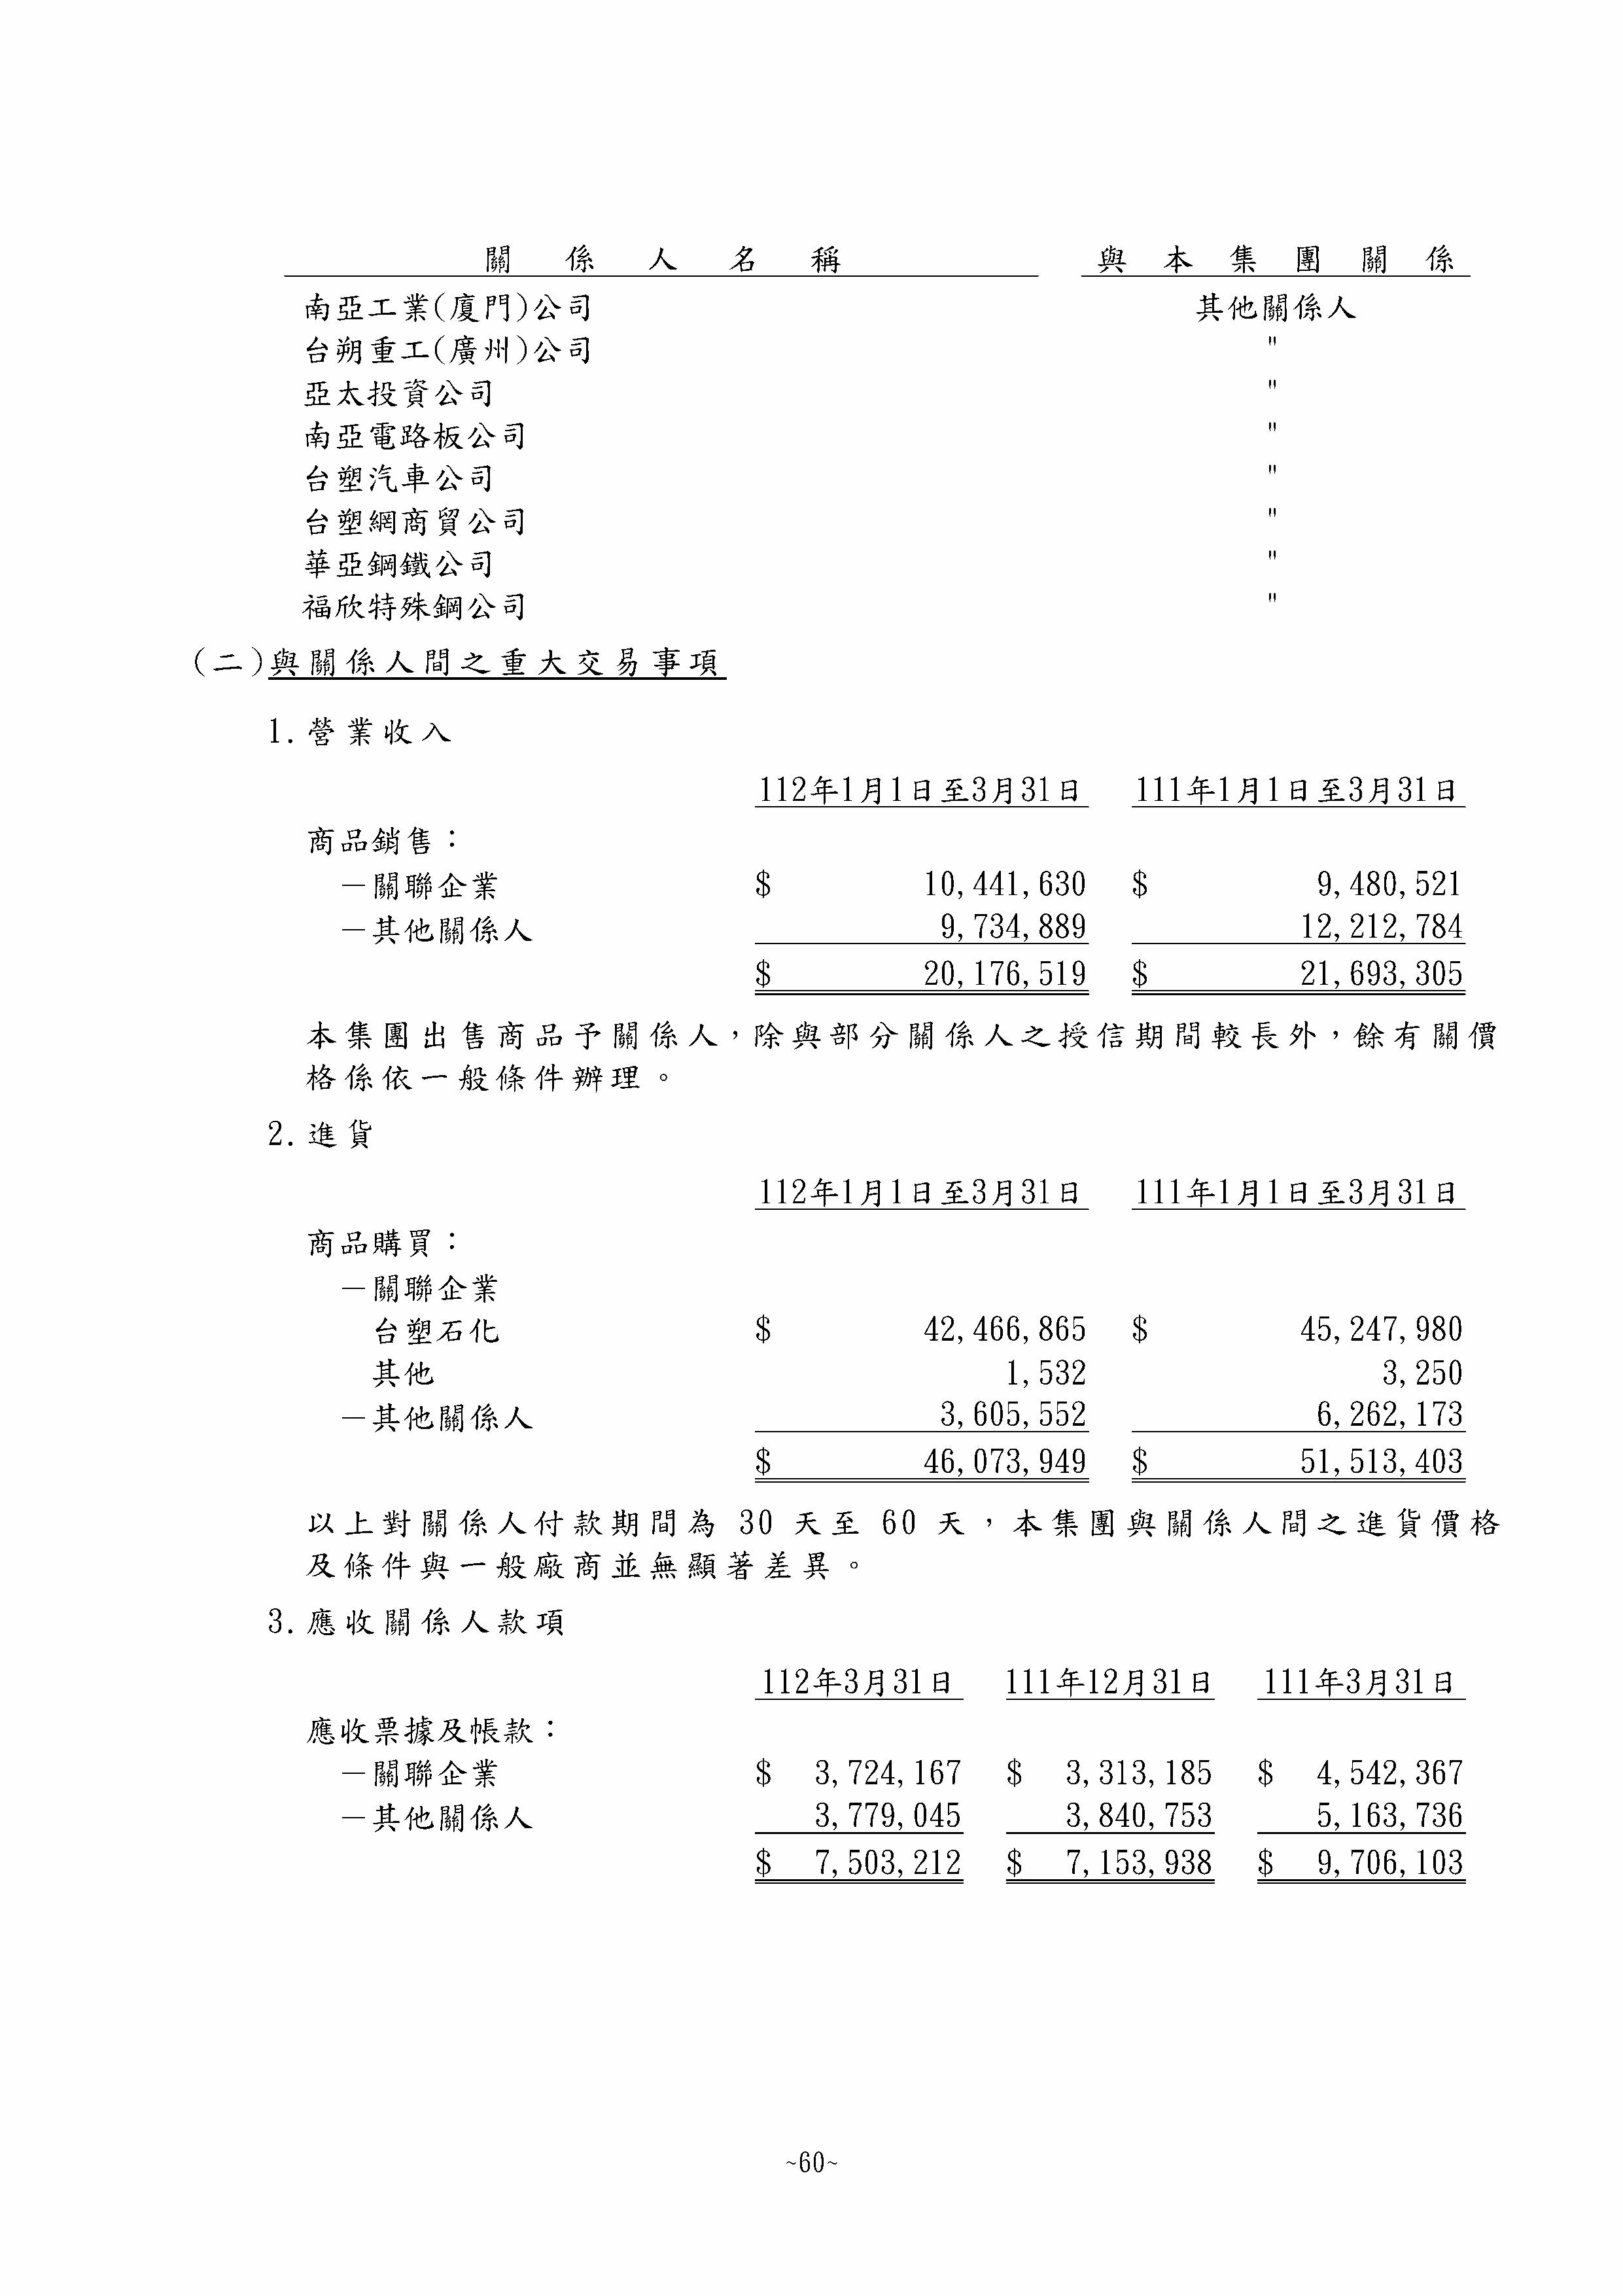 關係人名稱 與本集團關係
南亞工業(廈門)公司 其他關係人
台朔重工(廣州)公司 "
亞太投資公司 "
南亞電路板公司 "
台塑汽車公司 "
台塑網商貿公司 "
華亞鋼鐵公司 "
福欣特殊鋼公司 "
(二)與關係人間之重大交易事項
1.營業收入
112年1月1日至3月31日 111年1月1日至3月31日
商品銷售：
－關聯企業 $ 10,441,630 $ 9,480,521
－其他關係人 9,734,889 12,212,784
$ 20,176,519 $ 21,693,305
本集團出售商品予關係人，除與部分關係人之授信期間較長外，餘有關價
格係依一般條件辦理。
2.進貨
112年1月1日至3月31日 111年1月1日至3月31日
商品購買：
－關聯企業
台塑石化 $ 42,466,865 $ 45,247,980
其他 1,532 3,250
－其他關係人 3,605,552 6,262,173
$ 46,073,949 $ 51,513,403
以上對關係人付款期間為 30 天至 60 天，本集團與關係人間之進貨價格
及條件與一般廠商並無顯著差異。
3.應收關係人款項
112年3月31日 111年12月31日 111年3月31日
應收票據及帳款：
－關聯企業 $ 3,724,167 $ 3,313,185 $ 4,542,367
－其他關係人 3,779,045 3,840,753 5,163,736
$ 7,503,212 $ 7,153,938 $ 9,706,103
~60~